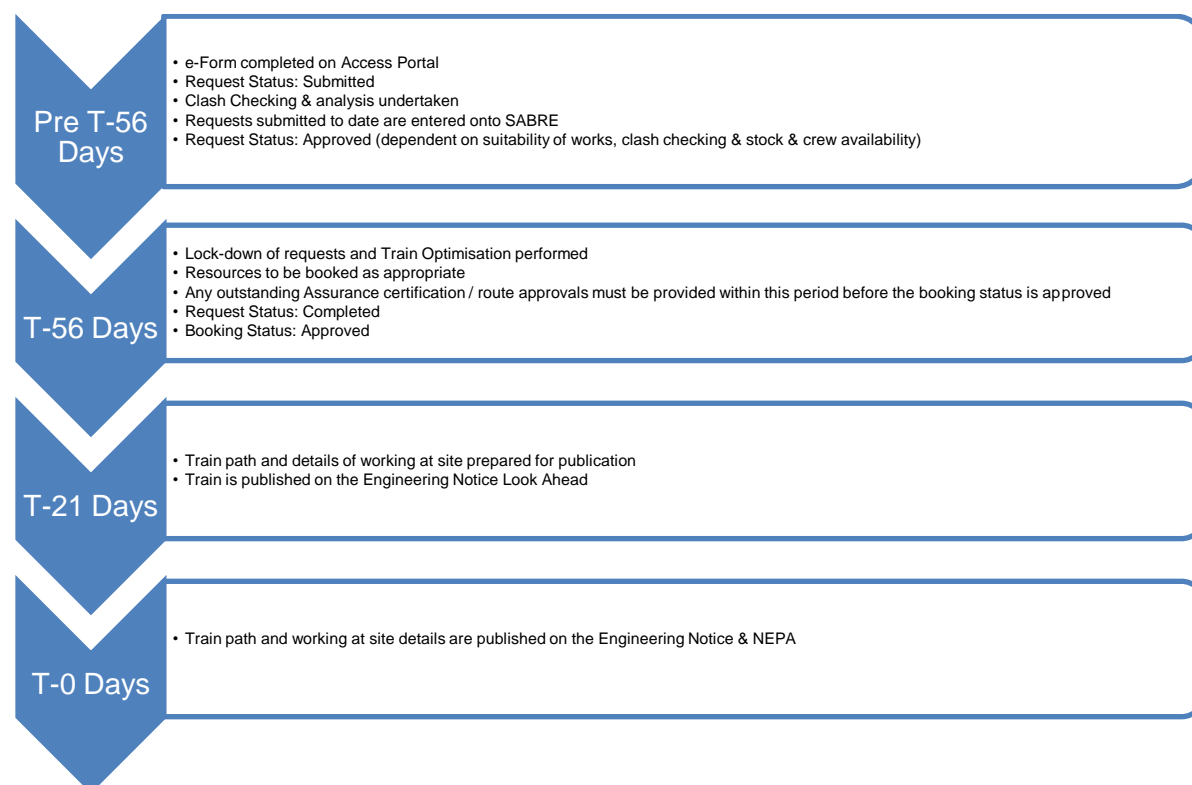 Pre T-56
Days
• e-Form completed on Access Portal
• Request Status: Submitted
• Clash Checking & analysis undertaken
• Requests submitted to date are entered onto SABRE
• Request Status: Approved (dependent on suitability of works, clash checking & stock & crew availability)
T-56 Days
• Lock-down of requests and Train Optimisation performed
• Resources to be booked as appropriate
• Any outstanding Assurance certification / route approvals must be provided within this period before the booking status is approved
• Request Status: Completed
• Booking Status: Approved
T-21 Days
• Train path and details of working at site prepared for publication
• Train is published on the Engineering Notice Look Ahead
T-0 Days
• Train path and working at site details are published on the Engineering Notice & NEPA